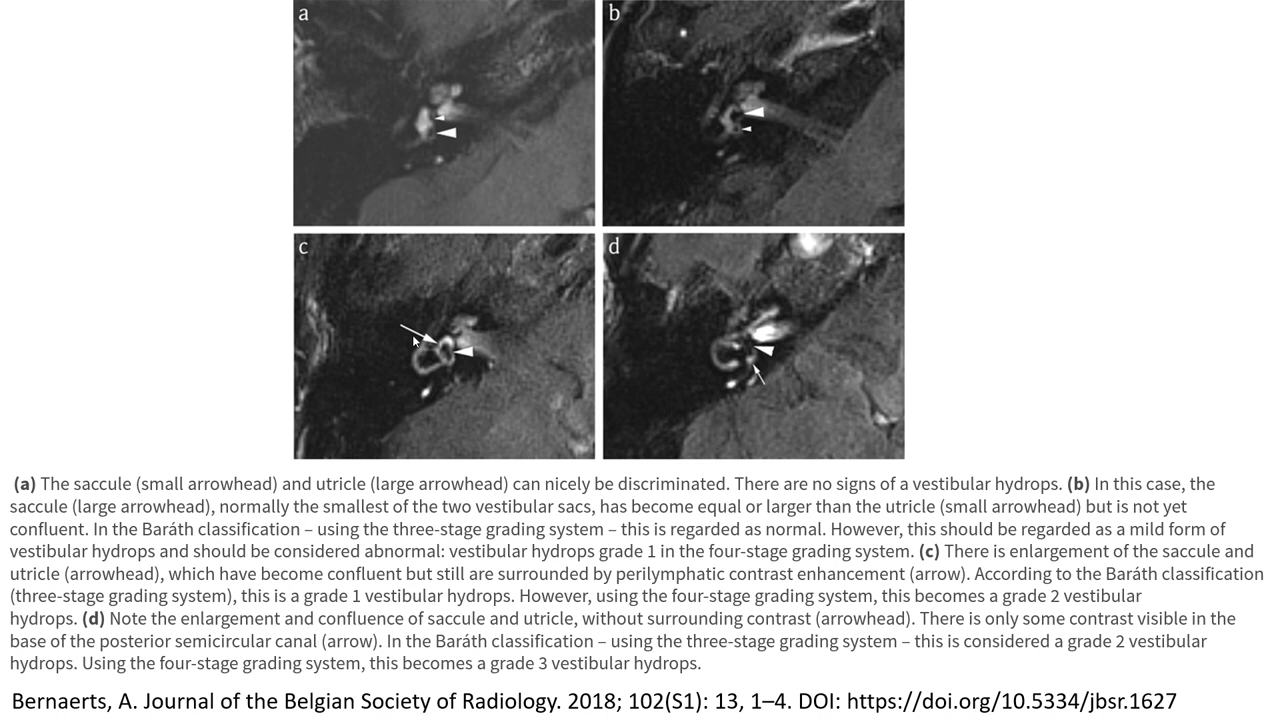 a
b
c
d
(a) The saccule (small arrowhead) and utricle (large arrowhead) can nicely be discriminated. There are no signs of a vestibular hydrops. (b) In this case, the
saccule (large arrowhead), normally the smallest of the two vestibular sacs, has become equal or larger than the utricle (small arrowhead) but is not yet
confluent. In the Baráth classification – using the three-stage grading system – this is regarded as normal. However, this should be regarded as a mild form of
vestibular hydrops and should be considered abnormal: vestibular hydrops grade 1 in the four-stage grading system. (c) There is enlargement of the saccule and
utricle (arrowhead), which have become confluent but still are surrounded by perilymphatic contrast enhancement (arrow). According to the Baráth classification
(three-stage grading system), this is a grade 1 vestibular hydrops. However, using the four-stage grading system, this becomes a grade 2 vestibular
hydrops. (d) Note the enlargement and confluence of saccule and utricle, without surrounding contrast (arrowhead). There is only some contrast visible in the
base of the posterior semicircular canal (arrow). In the Baráth classification – using the three-stage grading system – this is considered a grade 2 vestibular
hydrops. Using the four-stage grading system, this becomes a grade 3 vestibular hydrops.
Bernaerts, A. Journal of the Belgian Society of Radiology. 2018; 102(S1): 13, 1–4. DOI: https://doi.org/10.5334/jbsr.1627